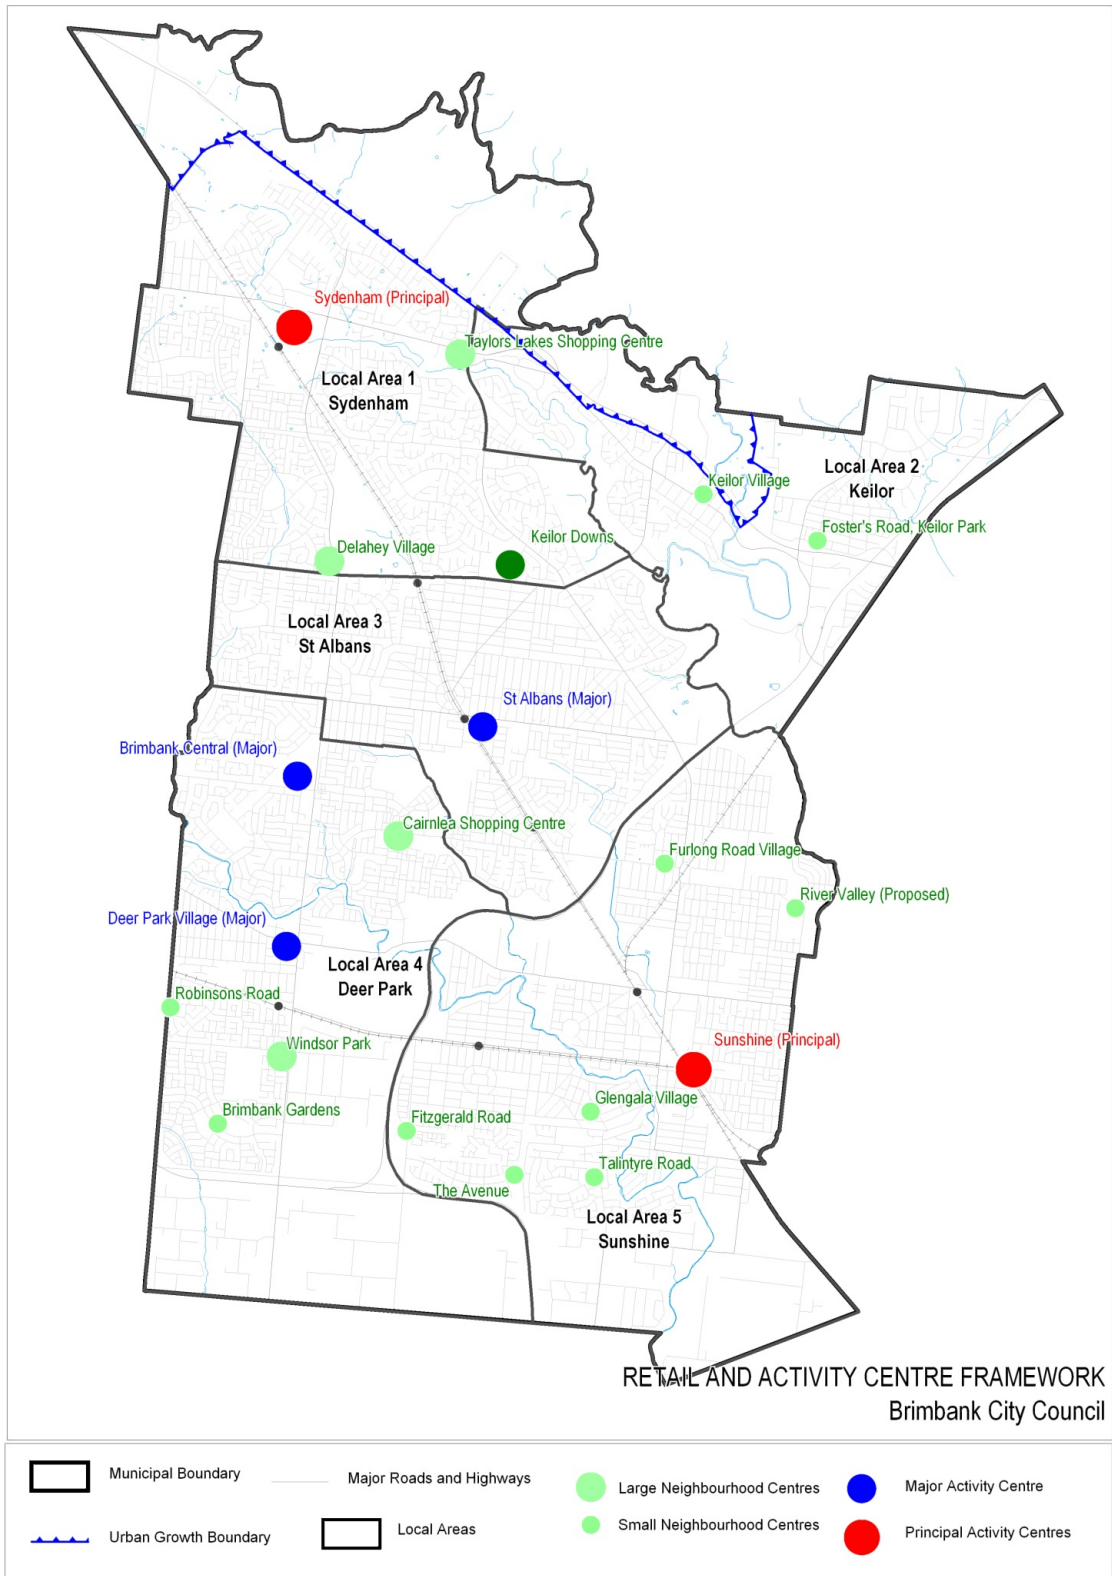 Sydenham (Principal)
Taylors Lakes Shopping Centre
Local Area 1
Sydenham
Local Area 2
Keilor
Keilor Village
Foster's Road, Keilor Park
Keilor Downs
Delahey Village
Local Area 3
St Albans
St Albans (Major)
Brimbank Central (Major)
Cairnlea Shopping Centre
Furlong Road Village
River Valley (Proposed)
Deer Park Village (Major)
Local Area 4
Deer Park
Robinsons Road
Sunshine (Principal)
Windsor Park
Glengala Village
Brimbank Gardens
Fitzgerald Road
Talintyre Road
The Avenue
Local Area 5
Sunshine
RETAIL AND ACTIVITY CENTRE FRAMEWORK
Brimbank City Council
Municipal Boundary
Major Roads and Highways
Large Neighbourhood Centres
Major Activity Centre
Urban Growth Boundary
Local Areas
Small Neighbourhood Centres
Principal Activity Centres